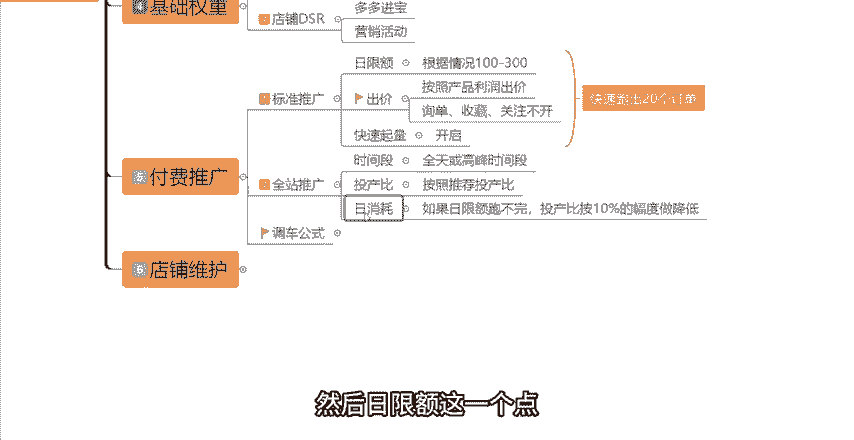 基础权重
店铺DSR
多多进宝
营销活动
付费推广
标准推广
日限额
根据情况100-300
出价
按照产品利润出价
询单、收藏、关注不开
快速起量
开启
快速跑出20个订单
全站推广
时间段
全天或高峰时间段
投产比
按照推荐投产比
日消耗
如果日限额跑不完，投产比按10%的幅度做降低
调车公式
店铺维护
然后日限额这一个点